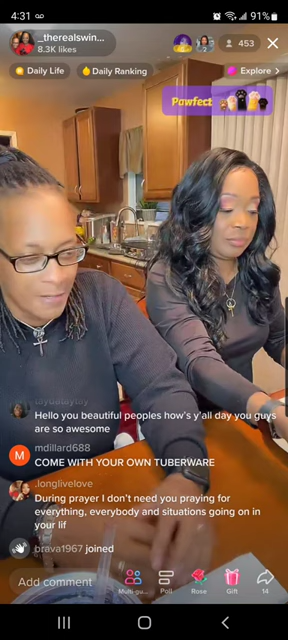 4:31
91%
_therealswin...
8.3K likes
453
Daily Life
Daily Ranking
Explore >
Pawfect
Hello you beautiful peoples how's y'all day you guys
are so awesome
mdillard688
COME WITH YOUR OWN TUBERWARE
.longlivelove
During prayer I don't need you praying for
everything, everybody and situations going on in
your lif
brava1967 joined
Add comment
Multi-gu...
Poll
Rose
Gift
14